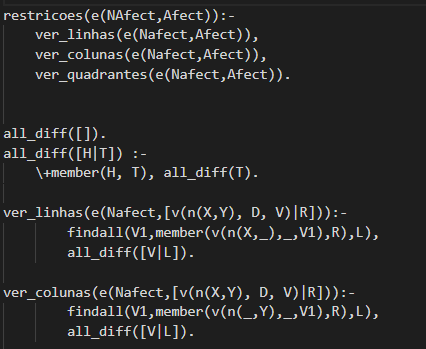 restricoes(e(NAfect,Afect)):-
ver_linhas(e(Nafect,Afect)),
ver_colunas(e(Nafect,Afect)),
ver_quadrantes(e(Nafect,Afect)).
all_diff([]).
all_diff([H|T]) :-
\+member(H, T), all_diff(T).
ver_linhas(e(Nafect,[v(n(X,Y), D, V)|R])):-
findall(V1,member(v(n(X,_),_,V1),R),L),
all_diff([V|L]).
ver_colunas(e(Nafect,[v(n(X,Y), D, V)|R])):-
findall(V1,member(v(n(_,Y),_,V1),R),L),
all_diff([V|L]).